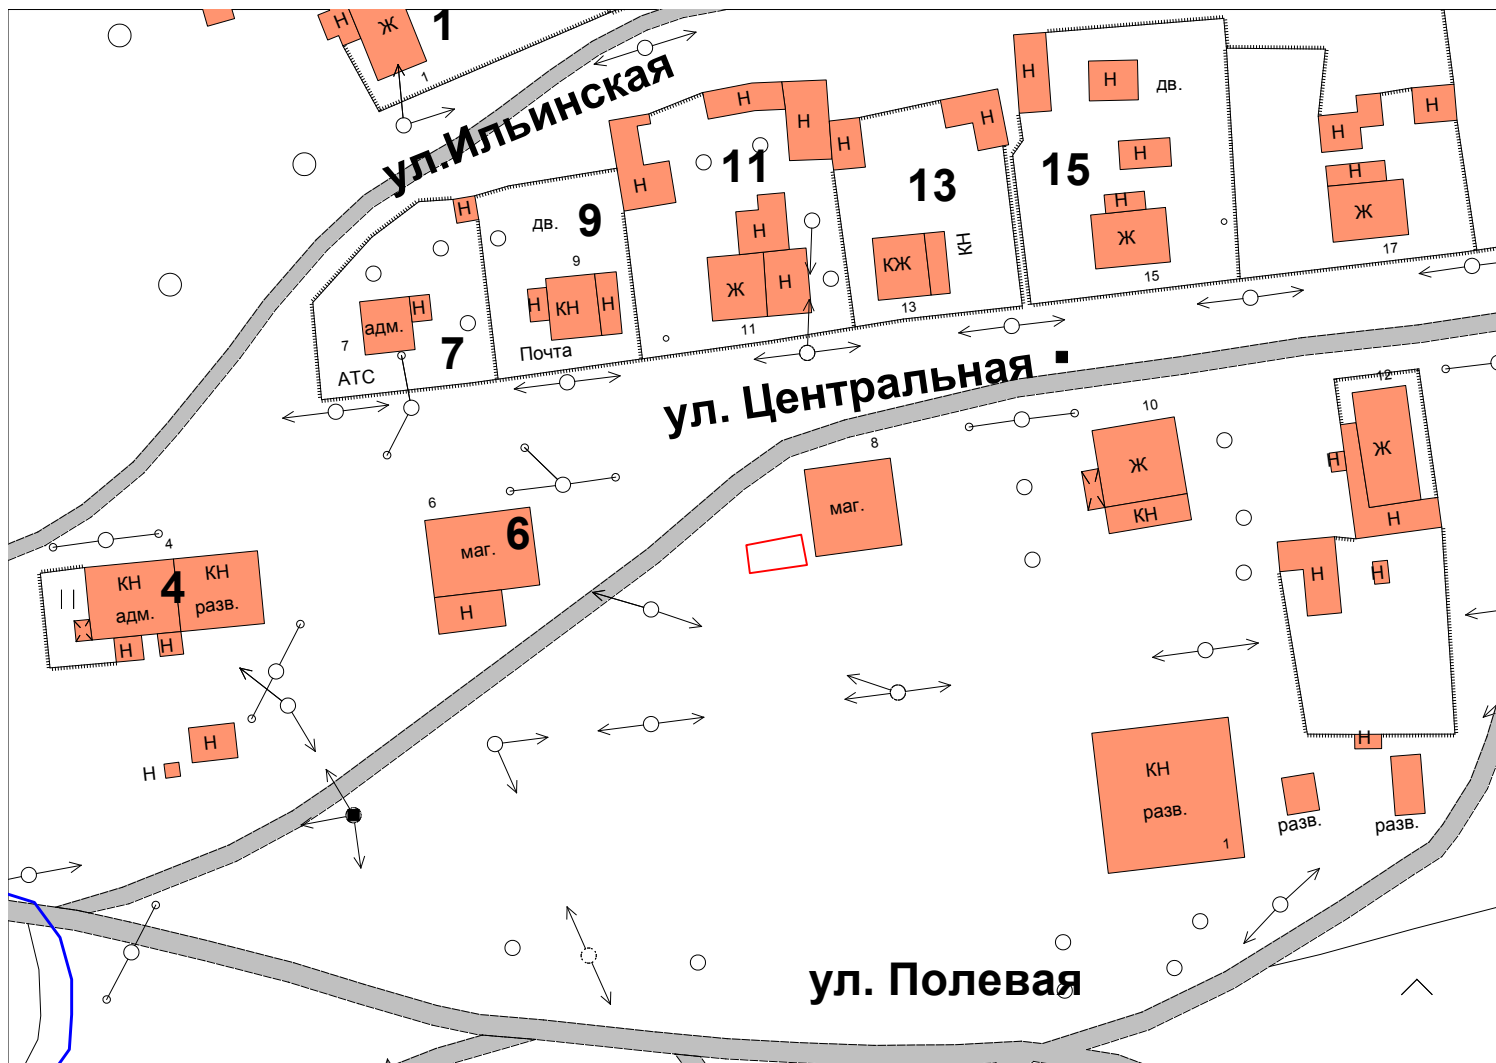 Н
Ж
1
1
ул.Ильинская
Н
Н
Н
Н
Н
дв.
Н
Н
Н
Н
11
13
15
Н
Н
Н
Н
Ж
17
Н
дв.
9
Н
КЖ
КН
13
Н
Ж
15
9
Н
КН
Н
Почта
Ж
Н
11
адм.
Н
7
7
АТС
ул. Центральная
12
Ж
Н
Н
10
Ж
КН
8
маг.
6
маг.
6
Н
4
КН
КН
4
адм.
разв.
Н
Н
Н
Н
Н
Н
Н
КН
разв.
1
разв.
разв.
ул. Полевая